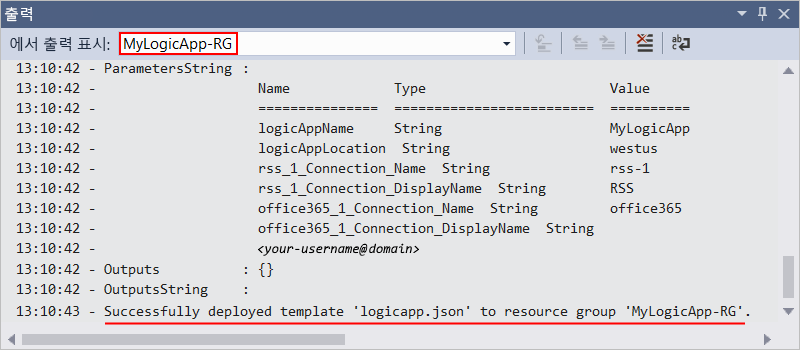 출력
에서 출력 표시: MyLogicApp-RG
13:10:42 - ParametersString :
13:10:42 - Name Type Value
13:10:42 - =============== ========================= ==========
13:10:42 - logicAppName String MyLogicApp
13:10:42 - logicAppLocation String westus
13:10:42 - rss_1_Connection_Name String rss-1
13:10:42 - rss_1_Connection_DisplayName String RSS
13:10:42 - office365_1_Connection_Name String office365
13:10:42 - office365_1_Connection_DisplayName String
13:10:42 - <your-username@domain>
13:10:42 - Outputs : {}
13:10:42 - OutputsString :
13:10:43 - Successfully deployed template 'logicapp.json' to resource group 'MyLogicApp-RG'.